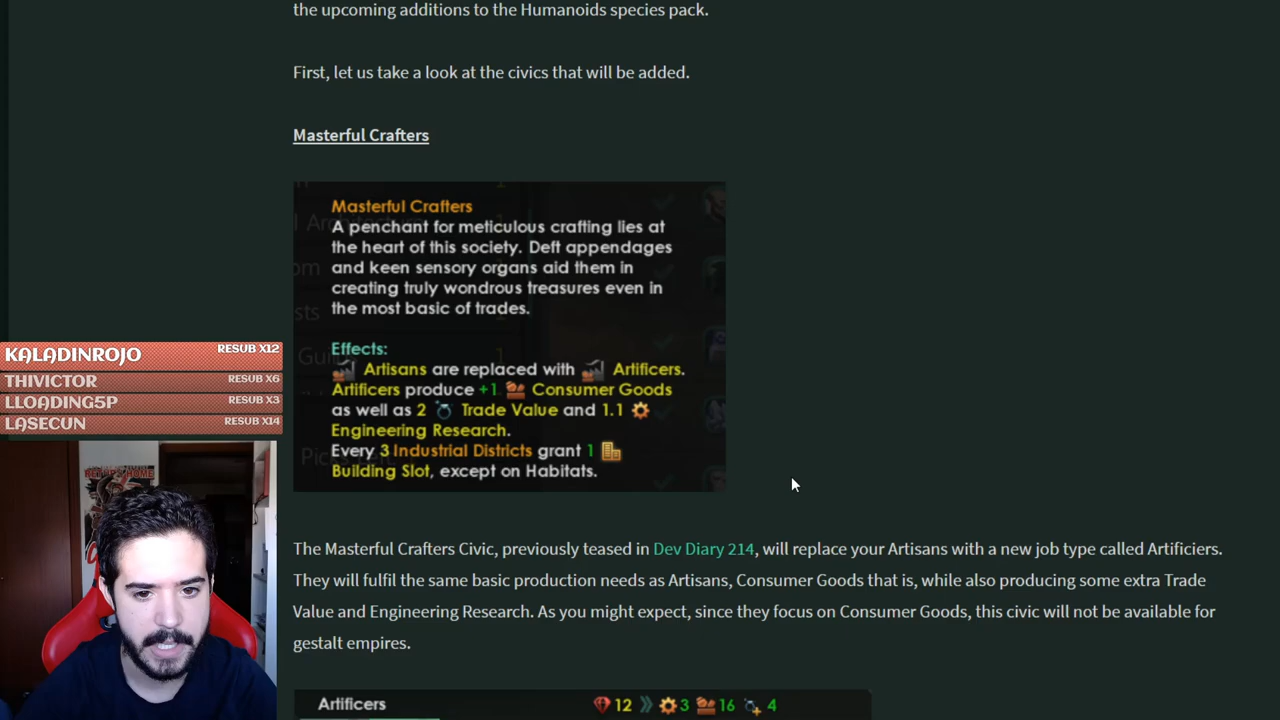 the upcoming additions to the Humanoids species pack.
First, let us take a look at the civics that will be added.
Masterful Crafters
Masterful Crafters
A penchant for meticulous crafting lies at
the heart of this society. Deft appendages
and keen sensory organs aid them in
creating truly wondrous treasures even in
the most basic of trades.
Effects:
Artisans are replaced with Artificers.
Artificers produce +1 Consumer Goods
as well as 2 Trade Value and 1.1
Engineering Research.
Every 3 Industrial Districts grant 1
Building Slot, except on Habitats.
KALADINROJO RESUB X12
THIVICTOR RESUB X6
LLOADING5P RESUB X3
LASECUN RESUB X14
The Masterful Crafters Civic, previously teased in Dev Diary 214, will replace your Artisans with a new job type called Artificiers.
They will fulfil the same basic production needs as Artisans, Consumer Goods that is, while also producing some extra Trade
Value and Engineering Research. As you might expect, since they focus on Consumer Goods, this civic will not be available for
gestalt empires.
Artificers 12 3 16 4